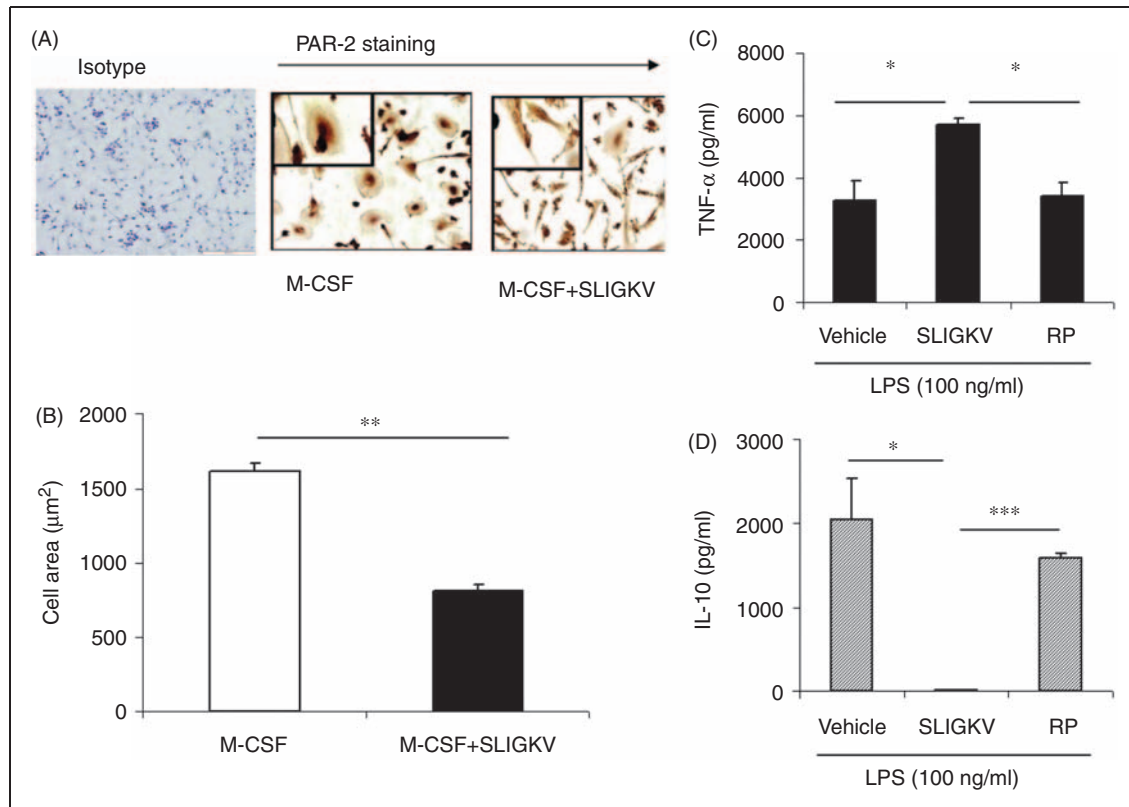 (A)
PAR-2 staining
Isotype
M-CSF
M-CSF+SLIGKV
(B)
2000
1500
1000
500
0
Cell area (µm²)
**
M-CSF
M-CSF+SLIGKV
(C)
8000
6000
4000
2000
0
TNF-α (pg/ml)
*
*
Vehicle
SLIGKV
RP
LPS (100 ng/ml)
(D)
3000
2000
1000
0
IL-10 (pg/ml)
*
***
Vehicle
SLIGKV
RP
LPS (100 ng/ml)